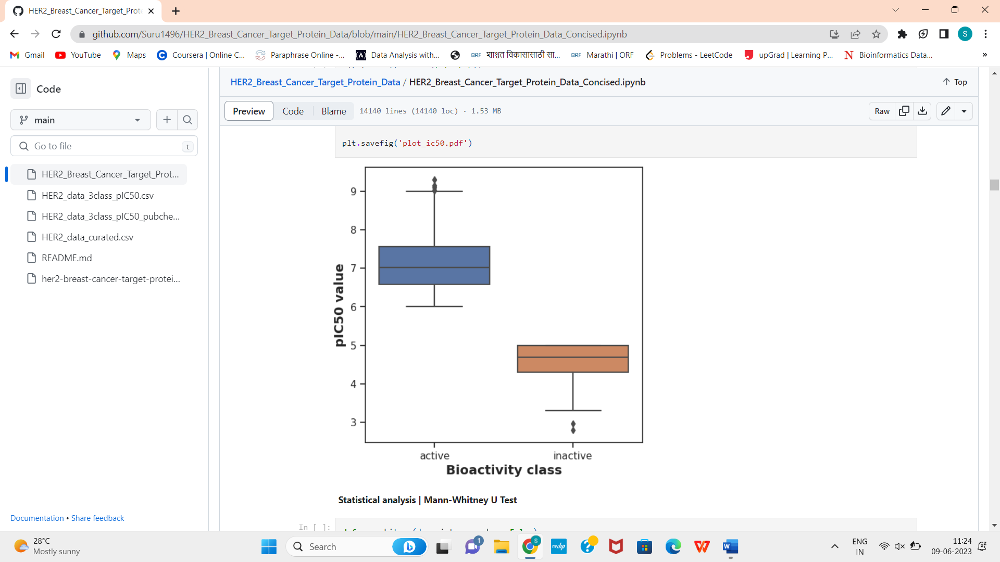 HER2_Breast_Cancer_Target_Prote
github.com/Suru1496/HER2_Breast_Cancer_Target_Protein_Data/blob/main/HER2_Breast_Cancer_Target_Protein_Data_Concised.ipynb
S
Gmail YouTube Maps Coursera | Online C... Paraphrase Online -... Data Analysis with... ORF शाश्वत विकासासाठी सा... ORF Marathi | ORF Problems - LeetCode upGrad | Learning P... N Bioinformatics Data... »
Code
main
Go to file t
HER2_Breast_Cancer_Target_Prot...
HER2_data_3class_pIC50.csv
HER2_data_3class_pIC50_pubche...
HER2_data_curated.csv
README.md
her2-breast-cancer-target-protei...
Documentation • Share feedback
HER2_Breast_Cancer_Target_Protein_Data / HER2_Breast_Cancer_Target_Protein_Data_Concised.ipynb
Top
Preview Code Blame 14140 lines (14140 loc) · 1.53 MB Raw
plt.savefig('plot_ic50.pdf')
9
8
7
6
5
4
3
pIC50 value
active inactive
Bioactivity class
Statistical analysis | Mann-Whitney U Test
In [ ]:
28°C
Mostly sunny
Search
1
S
myhp
ENG
IN
11:24
09-06-2023